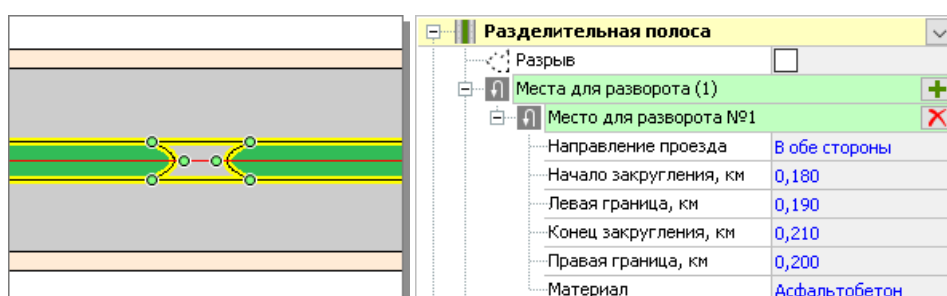 Разделительная полоса
Разрыв
Места для разворота (1)
Место для разворота №1
Направление проезда В обе стороны
Начало закругления, км 0,180
Левая граница, км 0,190
Конец закругления, км 0,210
Правая граница, км 0,200
Материал Асфальтобетон